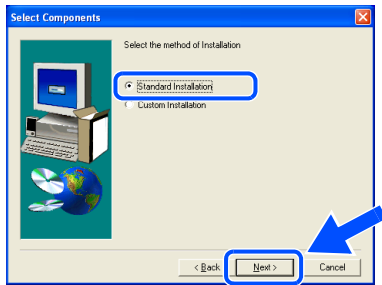 Select Components
Select the method of Installation
Standard Installation
Custom Installation
< Back
Next >
Cancel